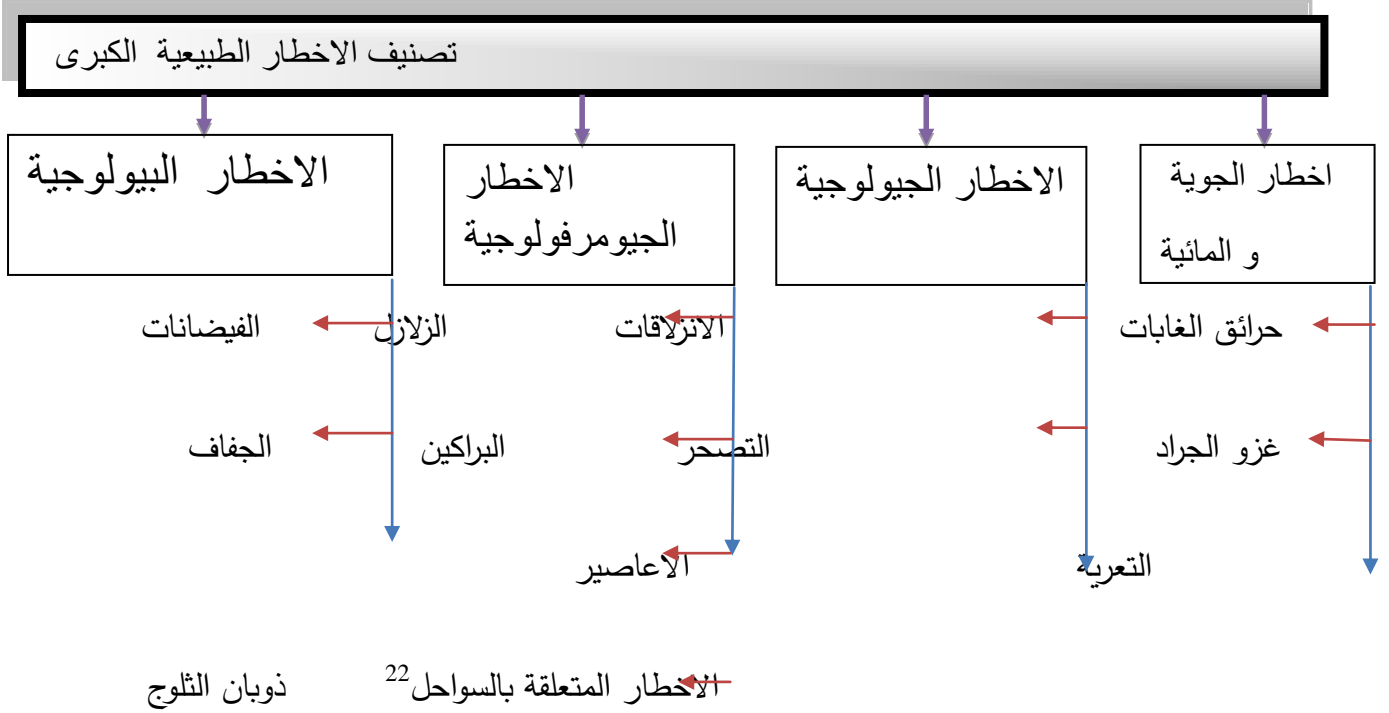 تصنيف الاخطار الطبيعية الكبرى
اخطار الجوية
و المائية
الاخطار الجيولوجية
الاخطار
الجيومرفولوجية
الاخطار البيولوجية
حرائق الغابات
الانزلاقات
الزلازل
الفيضانات
غزو الجراد
التصحر
البراكين
الجفاف
التعرية
الاعاصير
الاخطار المتعلقة بالسواحل22
ذوبان الثلوج